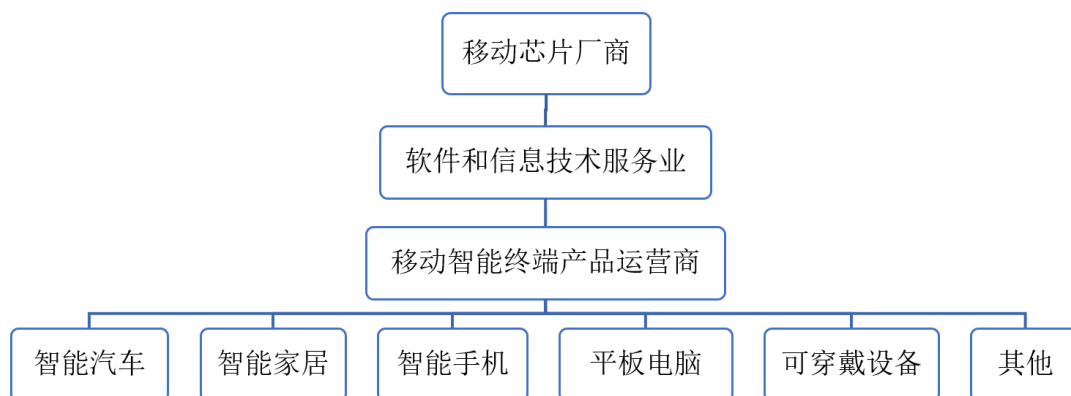 移动芯片厂商
软件和信息技术服务业
移动智能终端产品运营商
智能汽车
智能家居
智能手机
平板电脑
可穿戴设备
其他